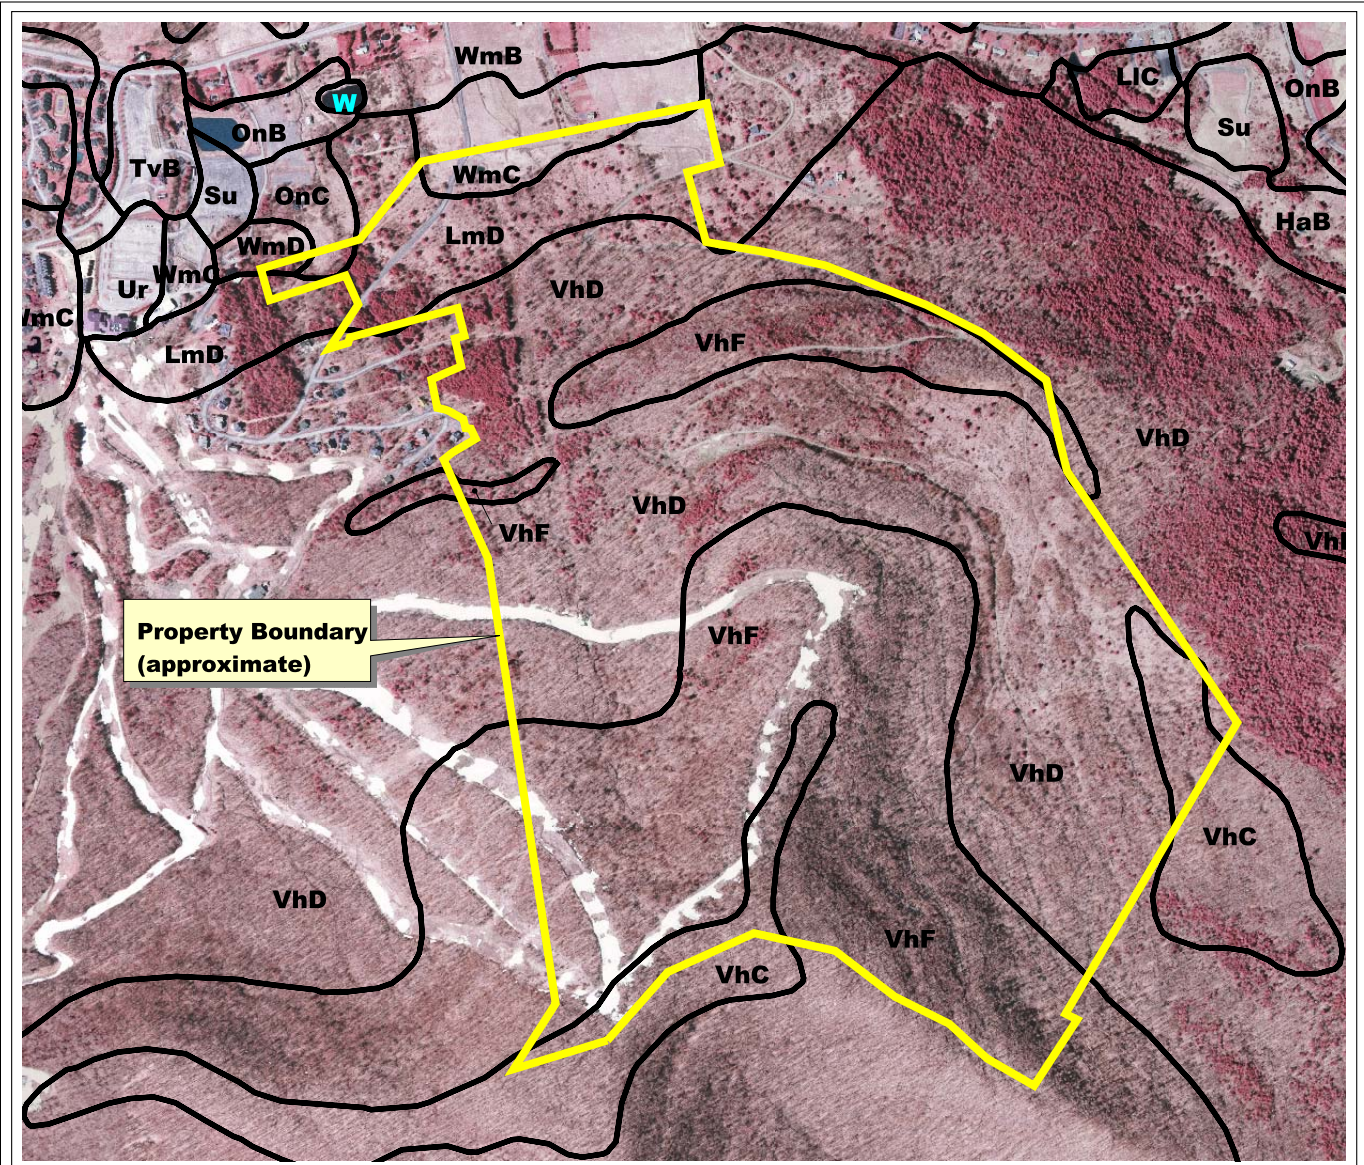 WmB
W
LIC
OnB
OnB
Su
TvB
WmC
Su
OnC
HaB
LmD
WmD
WmC
VhD
Ur
mC
VhF
LmD
VhD
VhD
VhF
Vh
Property Boundary
(approximate)
VhF
VhD
VhC
VhD
VhF
VhC